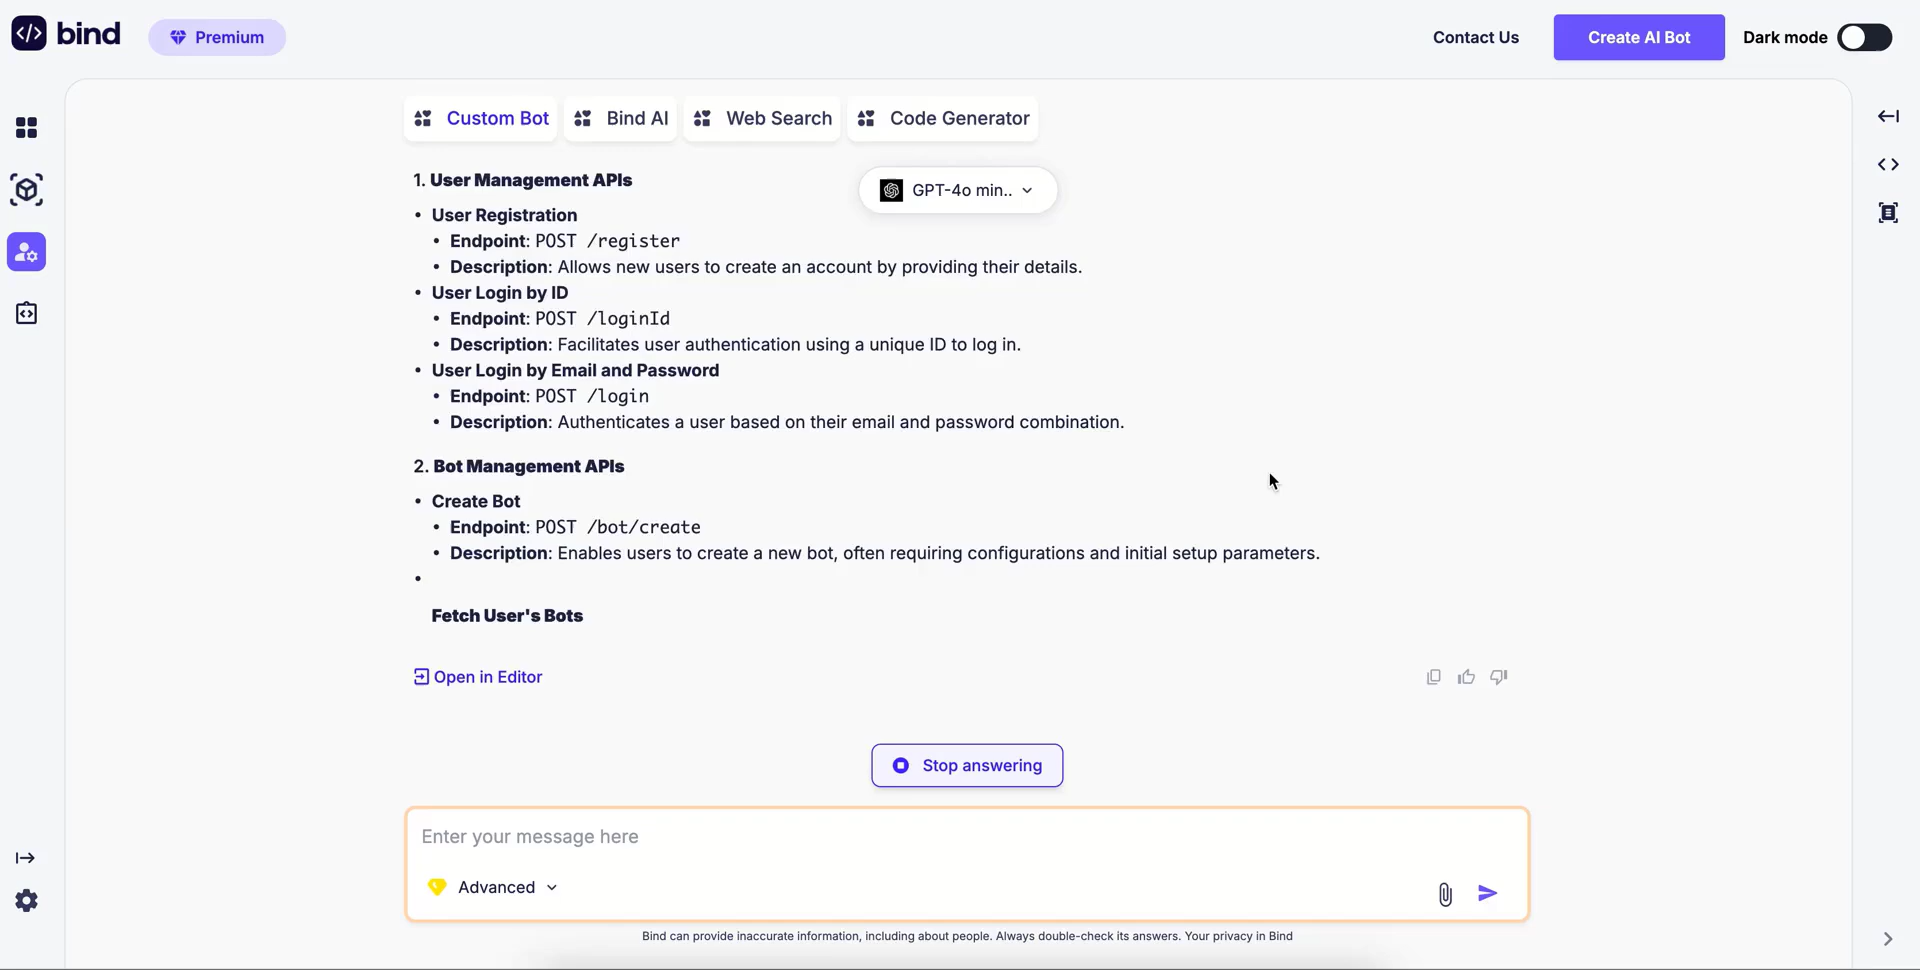 bind
Premium
Contact Us
Create AI Bot
Dark mode
Custom Bot
Bind AI
Web Search
Code Generator
GPT-4o min..
1. User Management APIs
• User Registration
• Endpoint: POST /register
• Description: Allows new users to create an account by providing their details.
• User Login by ID
• Endpoint: POST /loginId
• Description: Facilitates user authentication using a unique ID to log in.
• User Login by Email and Password
• Endpoint: POST /login
• Description: Authenticates a user based on their email and password combination.
2. Bot Management APIs
• Create Bot
• Endpoint: POST /bot/create
• Description: Enables users to create a new bot, often requiring configurations and initial setup parameters.
•
Fetch User's Bots
Open in Editor
Stop answering
Enter your message here
Advanced
Bind can provide inaccurate information, including about people. Always double-check its answers. Your privacy in Bind